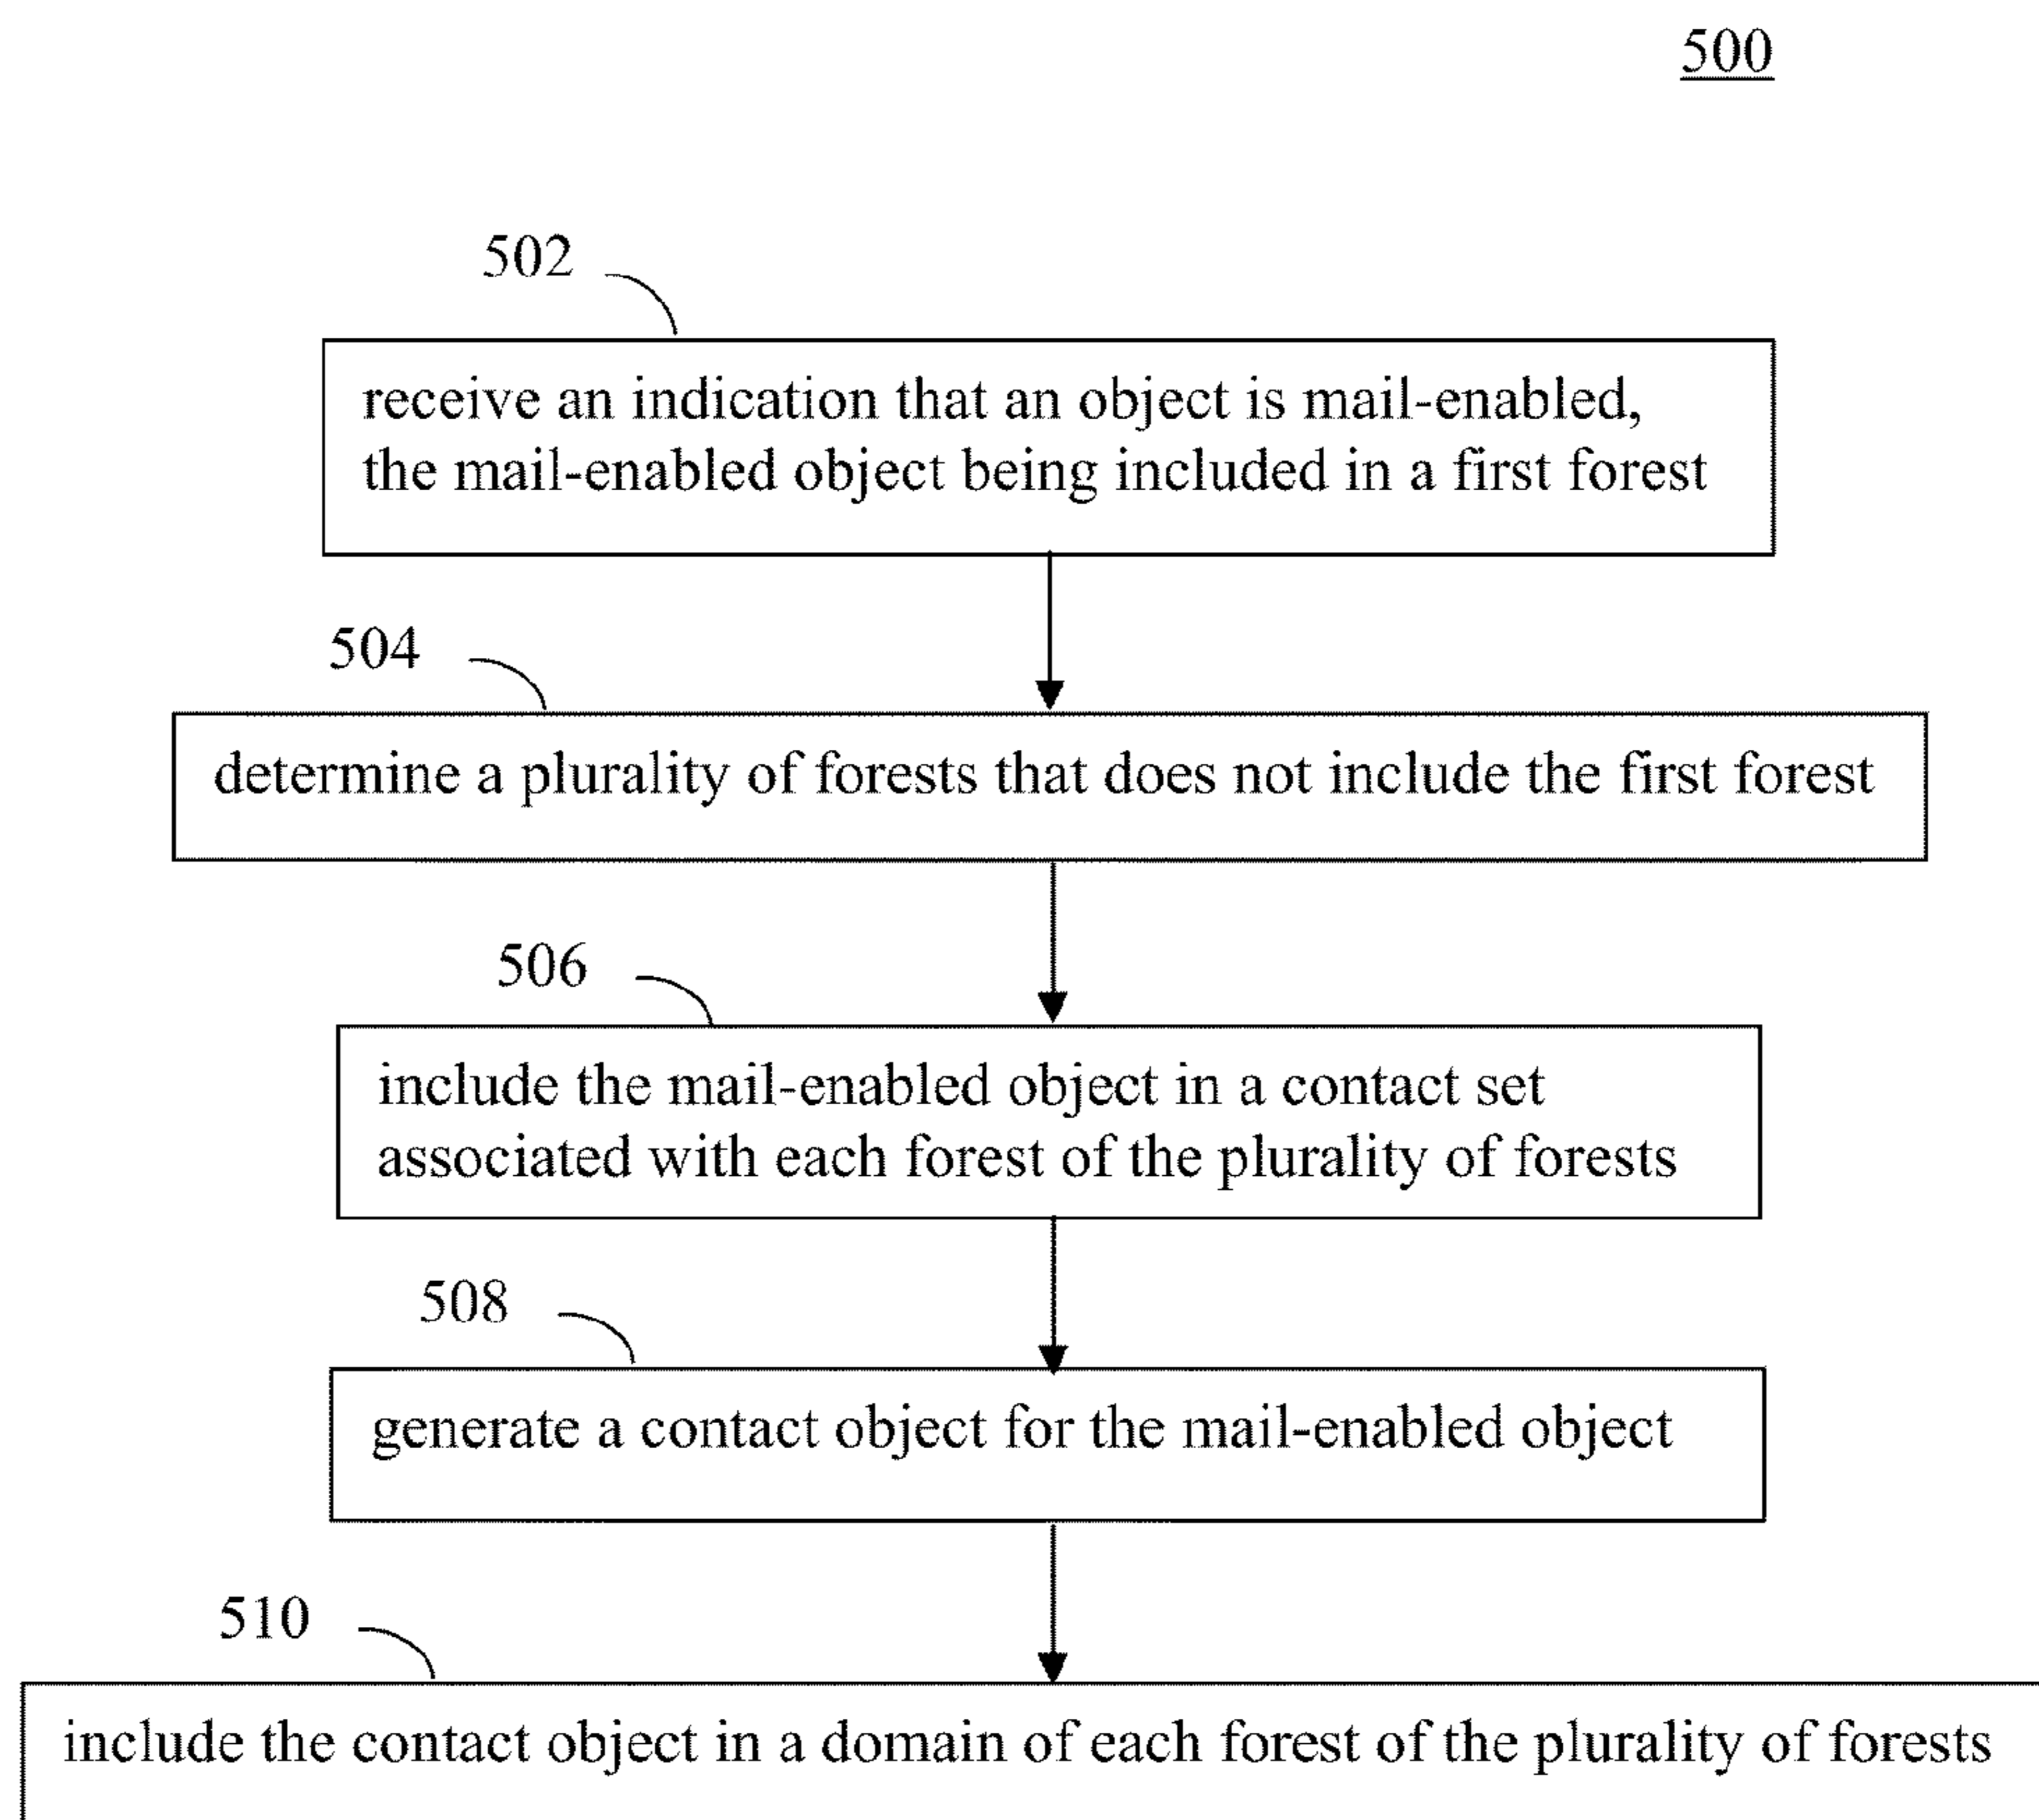 500
502
receive an indication that an object is mail-enabled,
the mail-enabled object being included in a first forest
504
determine a plurality of forests that does not include the first forest
506
include the mail-enabled object in a contact set
associated with each forest of the plurality of forests
508
generate a contact object for the mail-enabled object
510
include the contact object in a domain of each forest of the plurality of forests